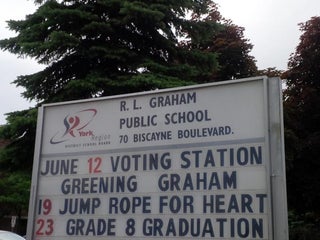 R. L. GRAHAM
PUBLIC SCHOOL
70 BISCAYNE BOULEVARD.
York
Region
DISTRICT SCHOOL BOARD
JUNE 12 VOTING STATION
GREENING GRAHAM
19 JUMP ROPE FOR HEART
23 GRADE 8 GRADUATION